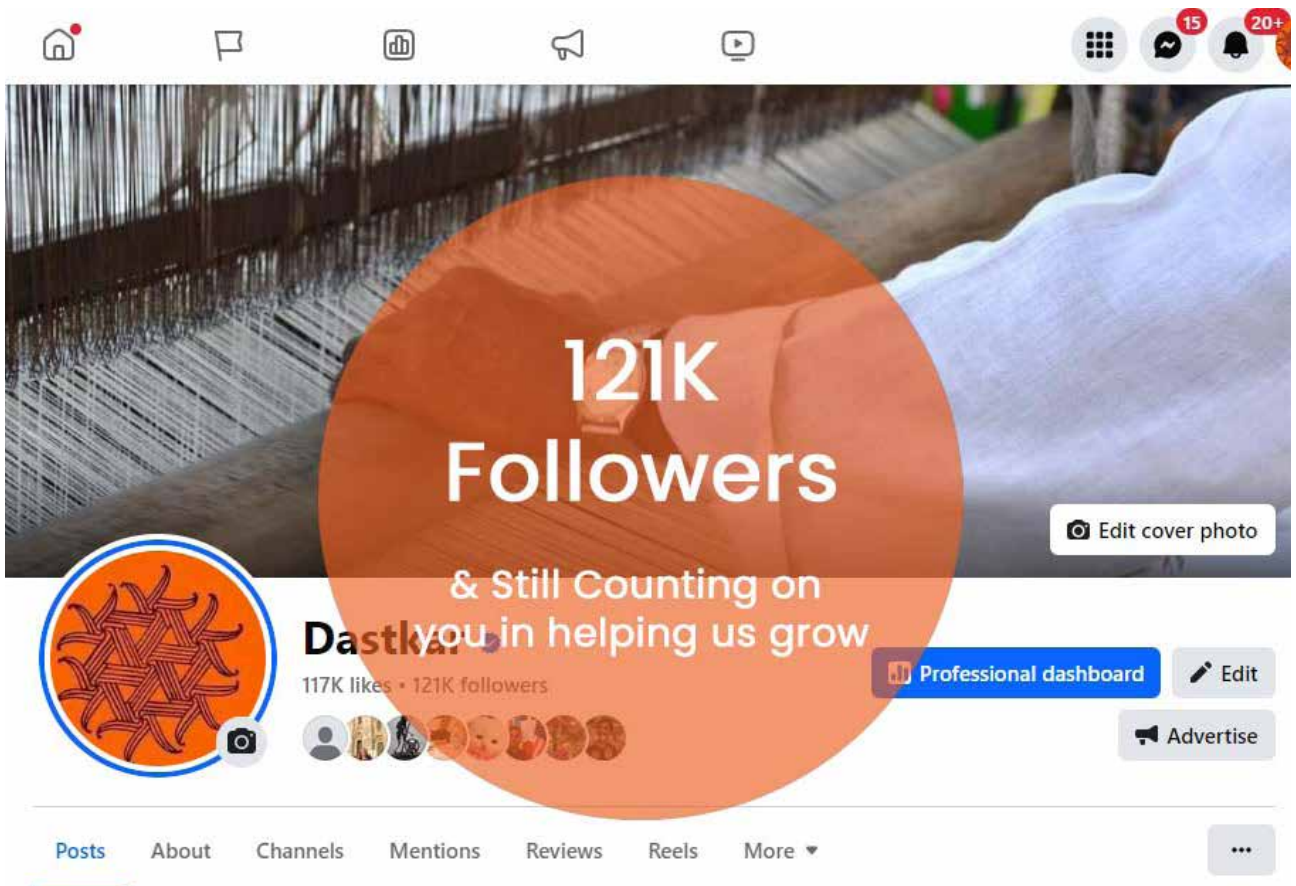 15
20+
121K
Followers
& Still Counting on
you in helping us grow
Edit cover photo
Dastkar
117K likes • 121K followers
Professional dashboard
Edit
Advertise
Posts
About
Channels
Mentions
Reviews
Reels
More